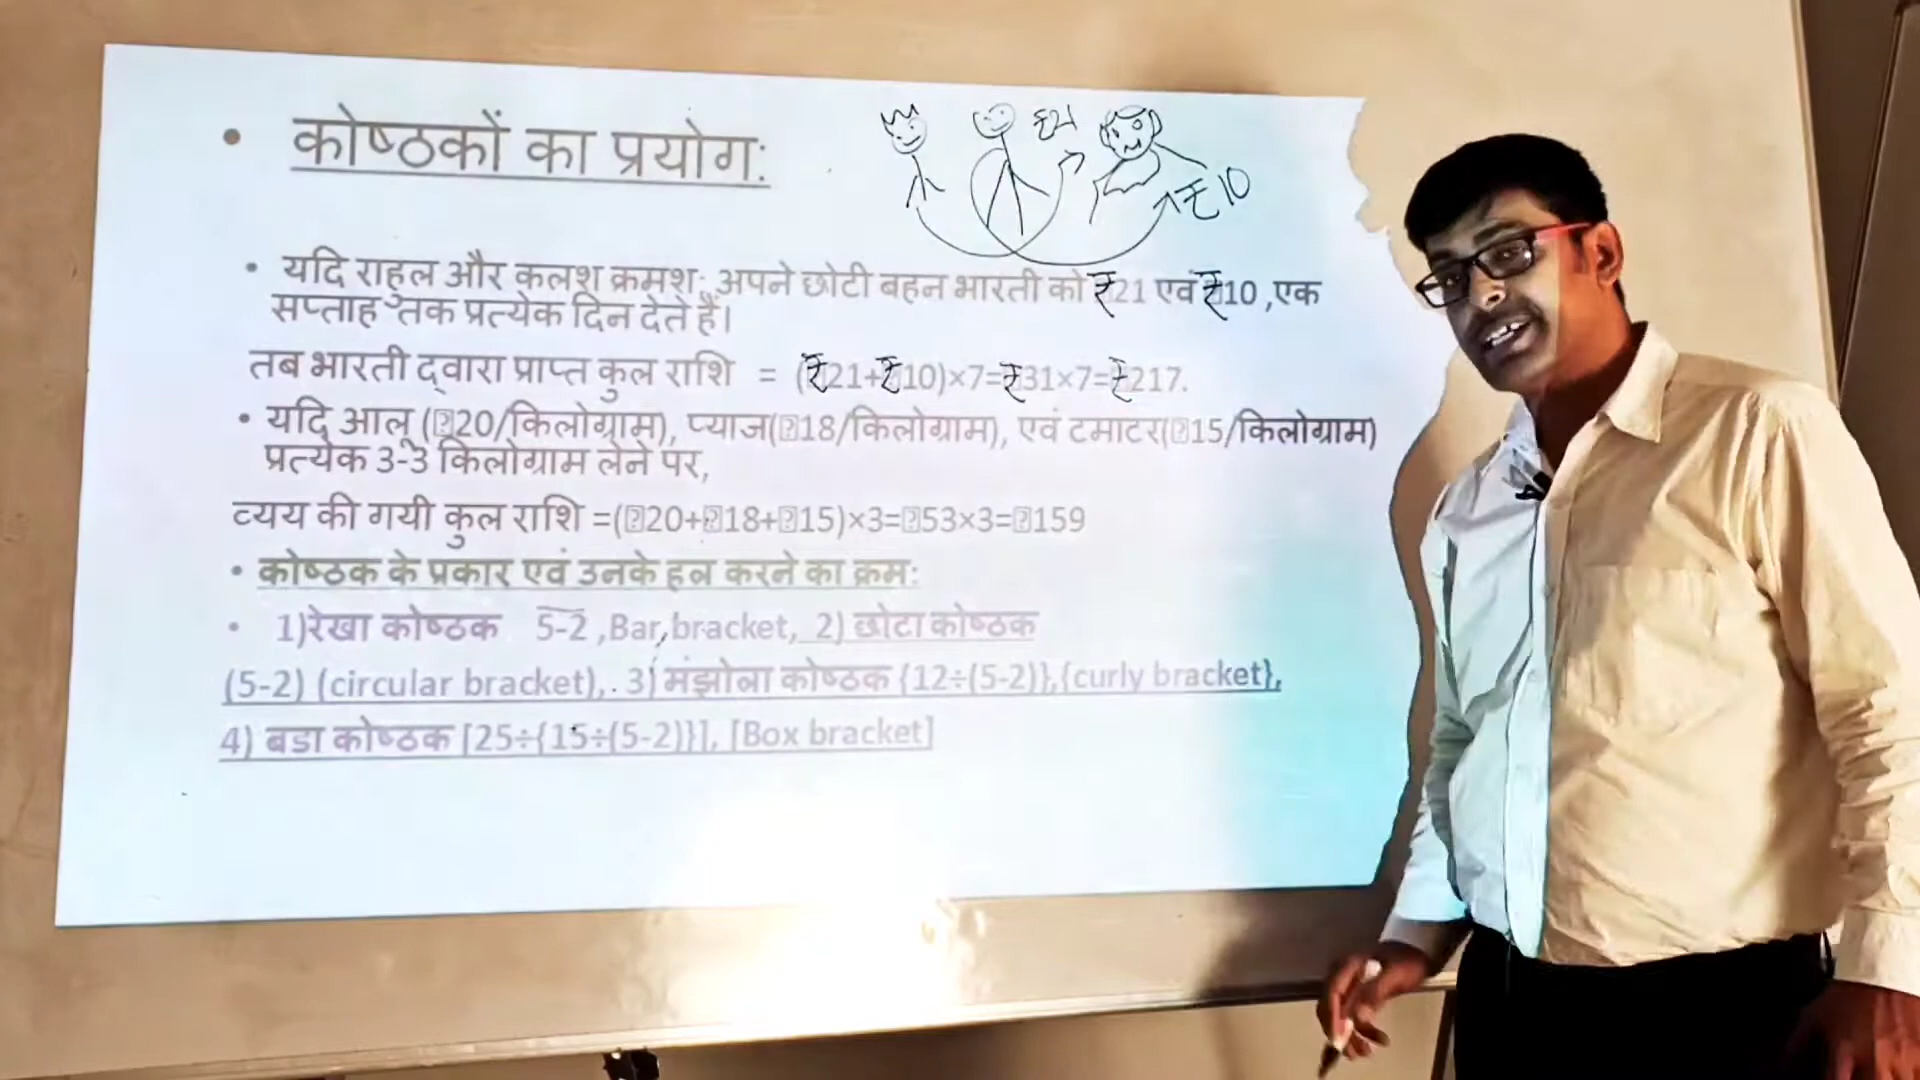 • कोष्ठकों का प्रयोग:
₹21
₹10
• यदि राहुल और कलश क्रमश: अपने छोटी बहन भारती को ₹21 एवं ₹10 ,एक
सप्ताह तक प्रत्येक दिन देते हैं।
तब भारती द्वारा प्राप्त कुल राशि = (₹21+₹10)×7=₹31×7=₹217.
• यदि आलू (20/किलोग्राम), प्याज(18/किलोग्राम), एवं टमाटर(15/किलोग्राम)
प्रत्येक 3-3 किलोग्राम लेने पर,
व्यय की गयी कुल राशि =(20+18+15)×3=53×3=159
• कोष्ठक के प्रकार एवं उनके हल करने का क्रम:
• 1)रेखा कोष्ठक 5̅-̅2̅ ,Bar,bracket, 2) छोटा कोष्ठक
(5-2) (circular bracket), . 3) मंझोला कोष्ठक {12÷(5-2)},{curly bracket},
4) बडा कोष्ठक [25÷{15÷(5-2)}], [Box bracket]